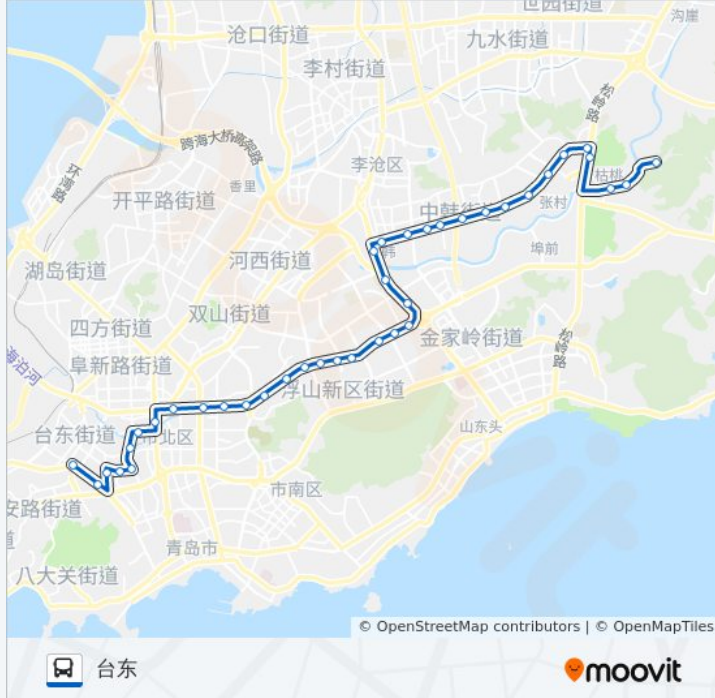 世园街道
沟崖
沧口街道
九水街道
李村街道
松岭路
跨海大桥高架路
李沧区
枯桃
环湾路
香里
开平路街道
中韩街道
张村
埠前
河西街道
湖岛街道
双山街道
四方街道
金家岭街道
松岭路
海泊河
阜新路街道
浮山新区街道
台东街道
市北区
山东头
市南区
安路街道
道
青岛市
八大关街道
© OpenStreetMap contributors | © OpenMapTiles
台东
moovit